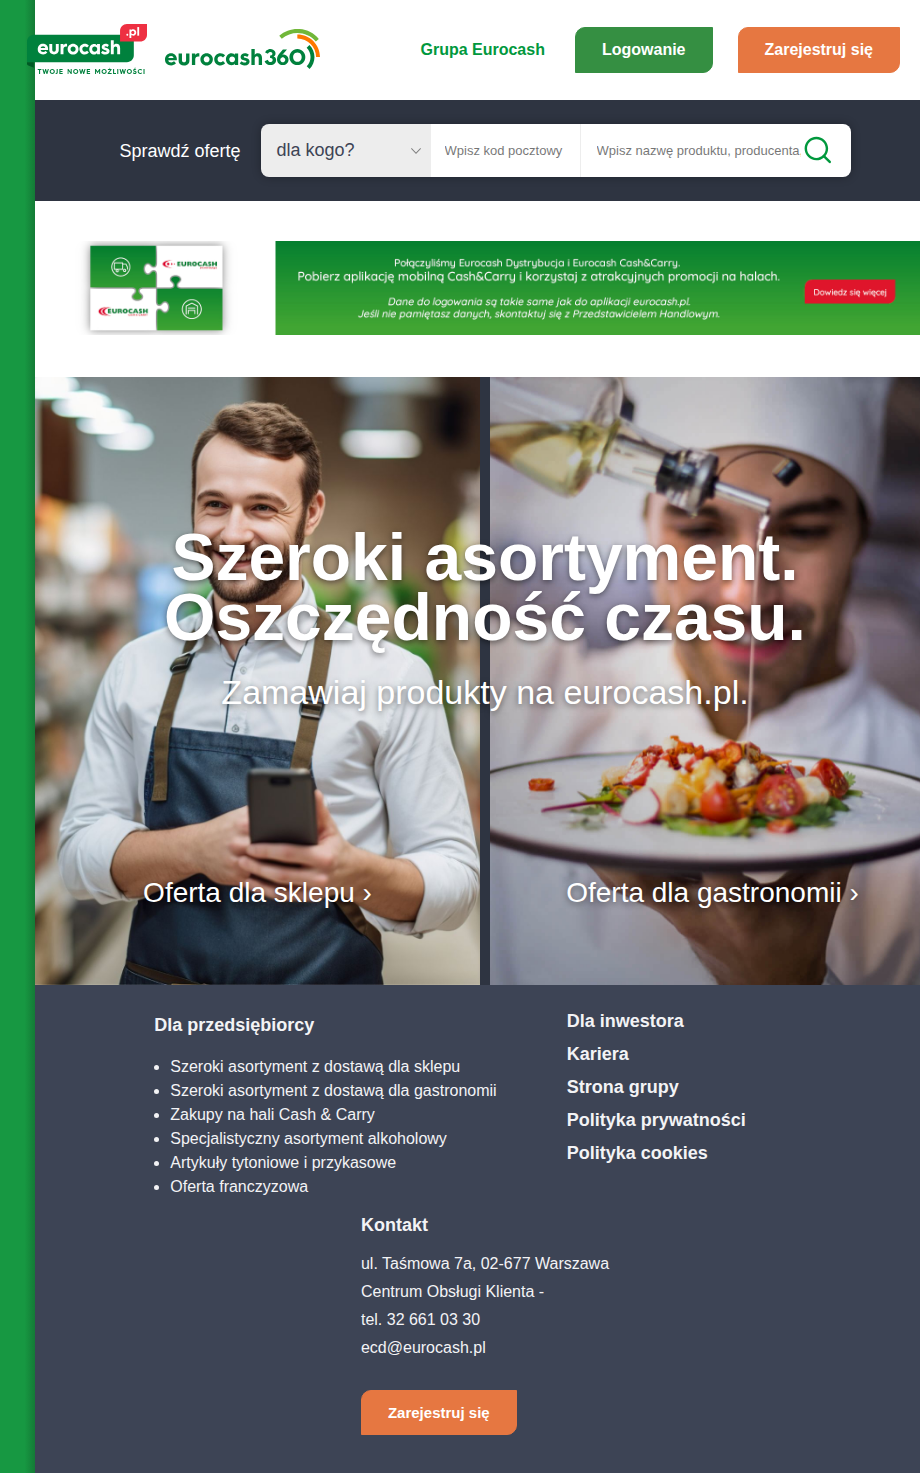 eurocash .pl
TWOJE NOWE MOŻLIWOŚCI
eurocash360
Grupa Eurocash
Logowanie
Zarejestruj się
Sprawdź ofertę
dla kogo?
Wpisz kod pocztowy
Wpisz nazwę produktu, producenta
EUROCASH
EUROCASH
Połączyliśmy Eurocash Dystrybucja i Eurocash Cash&Carry.
Pobierz aplikację mobilną Cash&Carry i korzystaj z atrakcyjnych promocji na halach.
Dane do logowania są takie same jak do aplikacji eurocash.pl.
Jeśli nie pamiętasz danych, skontaktuj się z Przedstawicielem Handlowym.
Dowiedz się więcej
Szeroki asortyment.
Oszczędność czasu.
Zamawiaj produkty na eurocash.pl.
Oferta dla sklepu ›
Oferta dla gastronomii ›
Dla przedsiębiorcy
Szeroki asortyment z dostawą dla sklepu
Szeroki asortyment z dostawą dla gastronomii
Zakupy na hali Cash & Carry
Specjalistyczny asortyment alkoholowy
Artykuły tytoniowe i przykasowe
Oferta franczyzowa
Dla inwestora
Kariera
Strona grupy
Polityka prywatności
Polityka cookies
Kontakt
ul. Taśmowa 7a, 02-677 Warszawa
Centrum Obsługi Klienta -
tel. 32 661 03 30
ecd@eurocash.pl
Zarejestruj się